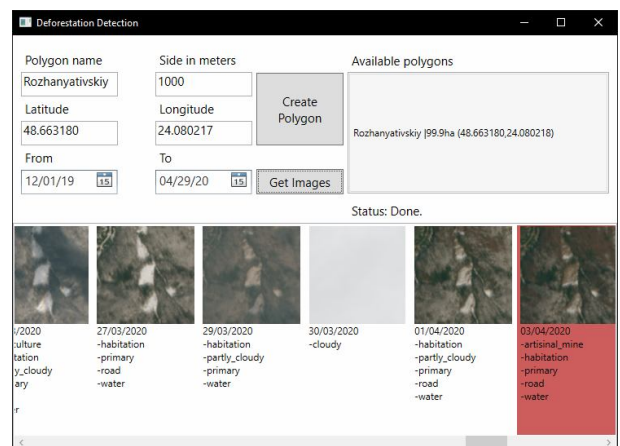 Deforestation Detection
Polygon name
Side in meters
Available polygons
Rozhanyativskiy
1000
Create
Polygon
Latitude
Longitude
48.663180
24.080217
Rozhanyativskiy |99.9ha (48.663180,24.080218)
From
To
12/01/19
15
04/29/20
15
Get Images
Status: Done.
/2020
y_cloudy
27/03/2020
-habitation
-primary
-road
-water
29/03/2020
-habitation
-partly_cloudy
-primary
-water
30/03/2020
-cloudy
01/04/2020
-habitation
-partly_cloudy
-primary
-road
-water
03/04/2020
-artisinal_mine
-habitation
-primary
-road
-water